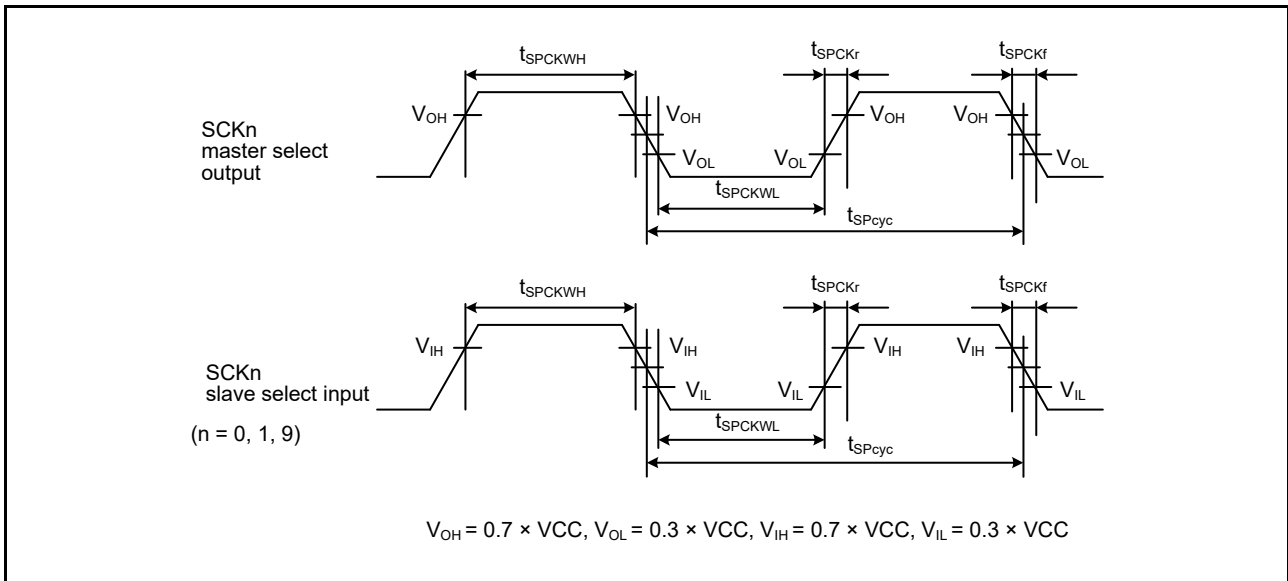 tSPCKWH
tSPCKr
tSPCKf
SCKn
master select
output
VOH
VOH
VOL
VOL
VOH
VOH
VOL
tSPCKWL
tSPcyc
tSPCKWH
tSPCKr
tSPCKf
SCKn
slave select input
(n = 0, 1, 9)
VIH
VIH
VIL
VIL
VIH
VIH
VIL
tSPCKWL
tSPcyc
VOH = 0.7 × VCC, VOL = 0.3 × VCC, VIH = 0.7 × VCC, VIL = 0.3 × VCC